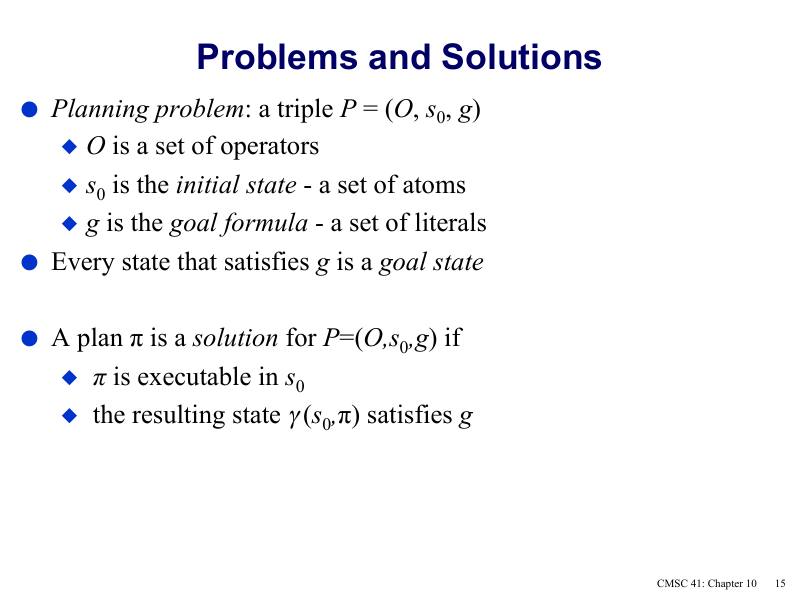 Problems and Solutions
● Planning problem: a triple P = (O, s₀, g)
◆ O is a set of operators
◆ s₀ is the initial state - a set of atoms
◆ g is the goal formula - a set of literals
● Every state that satisfies g is a goal state
● A plan π is a solution for P=(O,s₀,g) if
◆ π is executable in s₀
◆ the resulting state γ(s₀,π) satisfies g
CMSC 41: Chapter 10 15